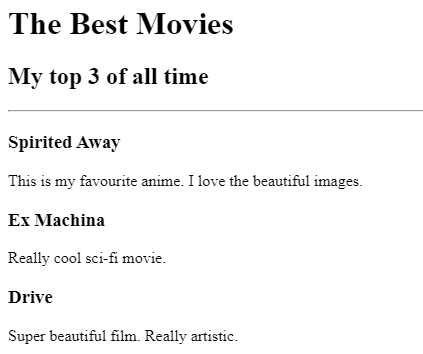 The Best Movies
My top 3 of all time
Spirited Away
This is my favourite anime. I love the beautiful images.
Ex Machina
Really cool sci-fi movie.
Drive
Super beautiful film. Really artistic.